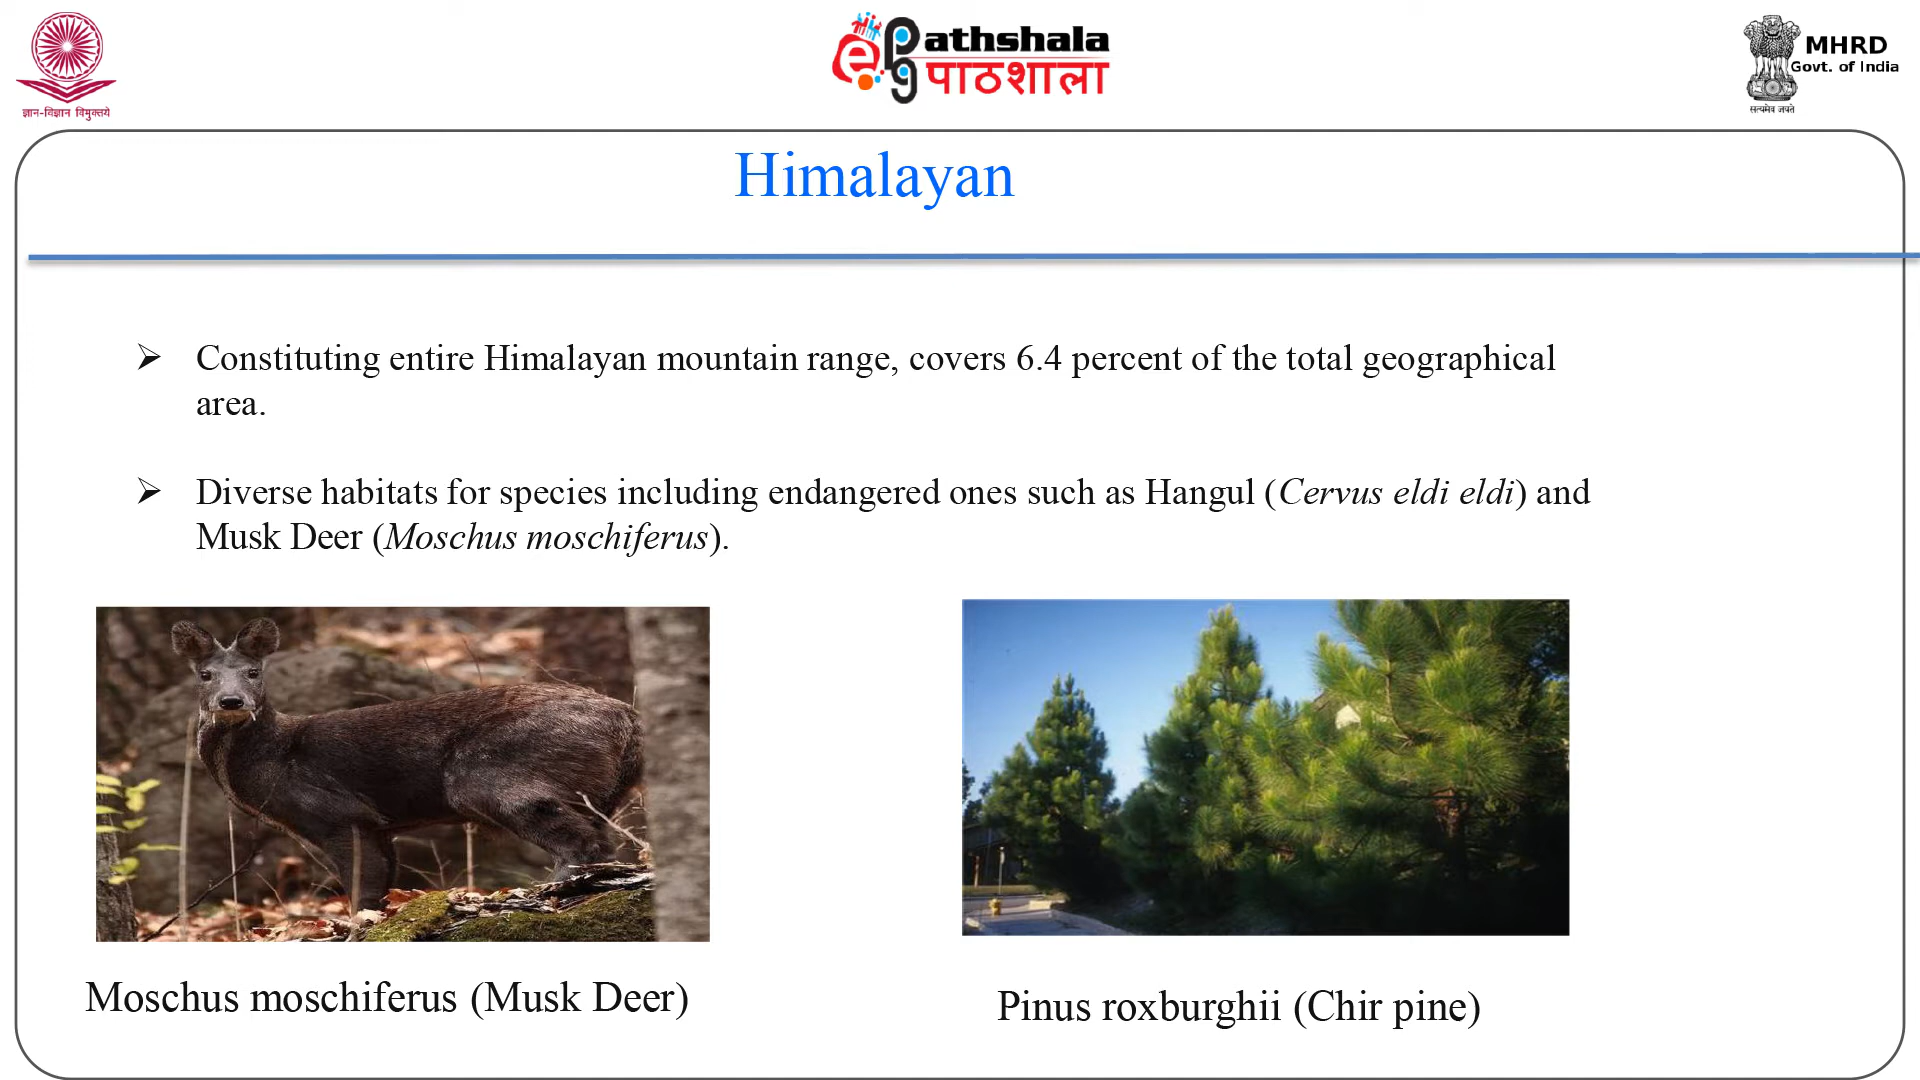 ज्ञान-विज्ञान विमुक्तये
ePg Pathshala
पाठशाला
MHRD
Govt. of India
सत्यमेव जयते
Himalayan
Constituting entire Himalayan mountain range, covers 6.4 percent of the total geographical
area.
Diverse habitats for species including endangered ones such as Hangul (Cervus eldi eldi) and
Musk Deer (Moschus moschiferus).
Moschus moschiferus (Musk Deer)
Pinus roxburghii (Chir pine)